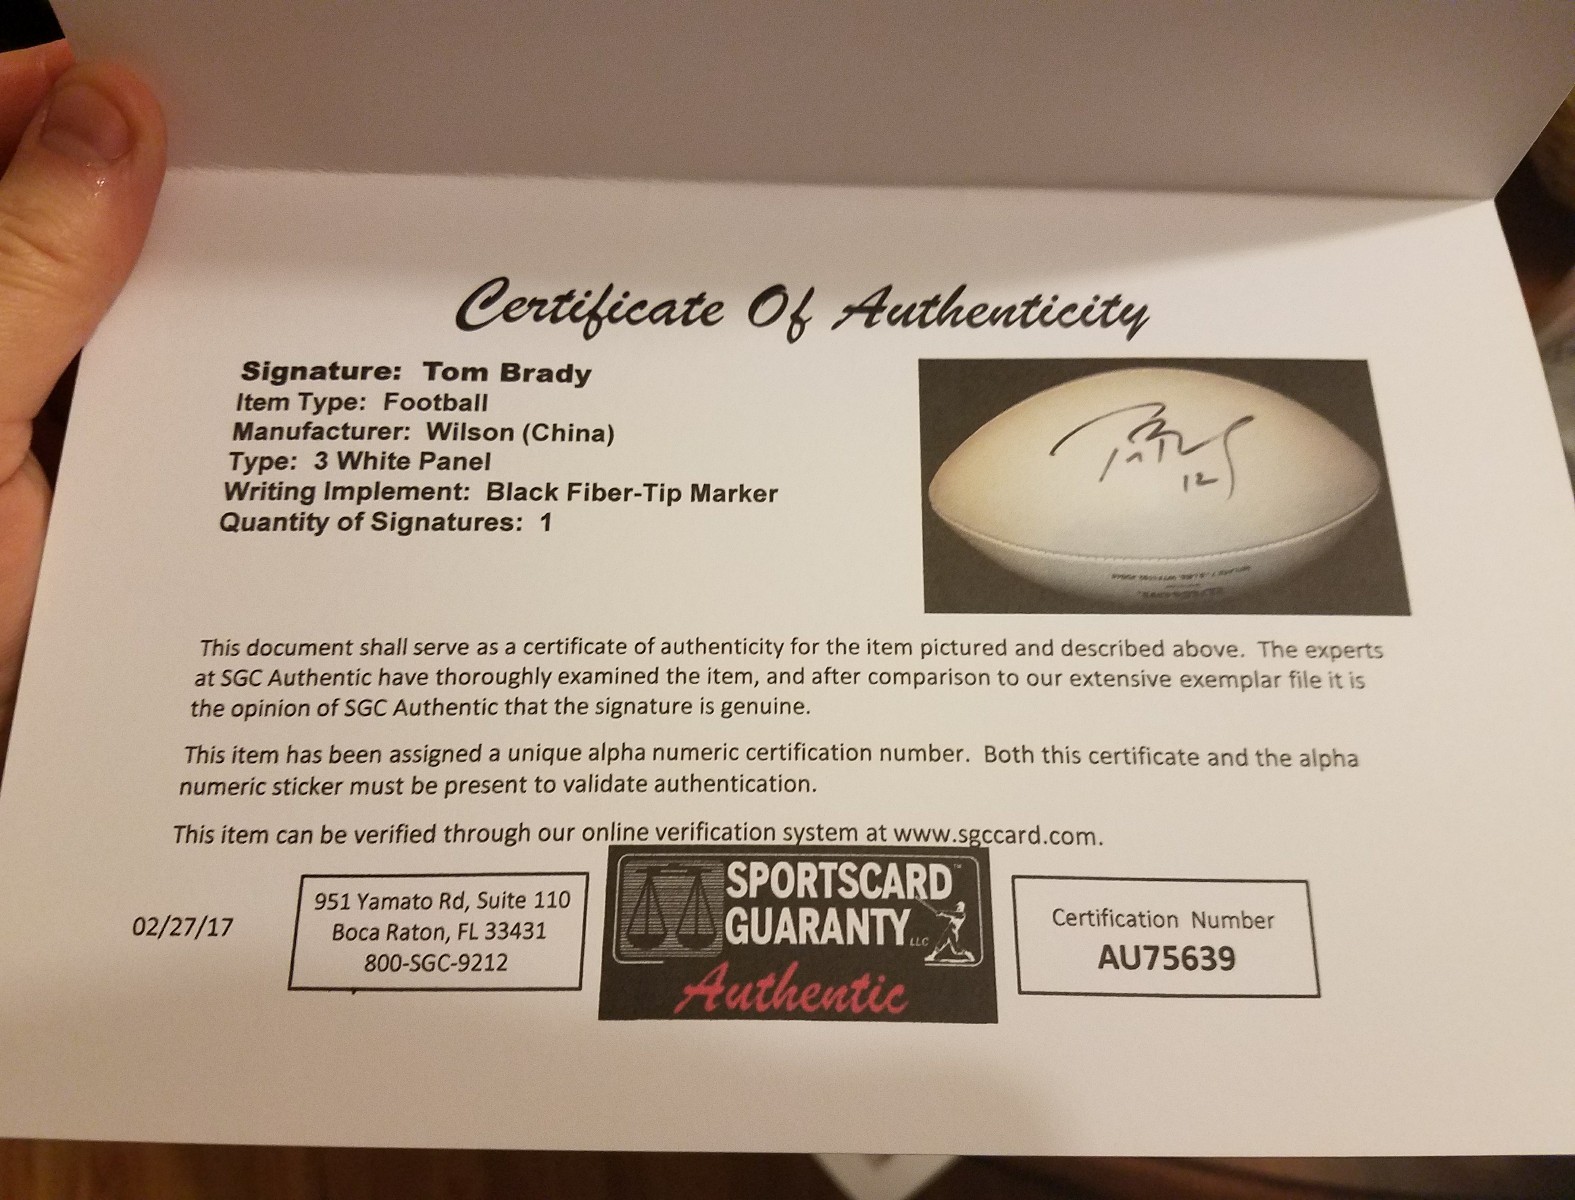 Certificate Of Authenticity
Signature: Tom Brady
Item Type: Football
Manufacturer: Wilson (China)
Type: 3 White Panel
Writing Implement: Black Fiber-Tip Marker
Quantity of Signatures: 1
12
This document shall serve as a certificate of authenticity for the item pictured and described above. The experts
at SGC Authentic have thoroughly examined the item, and after comparison to our extensive exemplar file it is
the opinion of SGC Authentic that the signature is genuine.
This item has been assigned a unique alpha numeric certification number. Both this certificate and the alpha
numeric sticker must be present to validate authentication.
This item can be verified through our online verification system at www.sgccard.com.
02/27/17
951 Yamato Rd, Suite 110
Boca Raton, FL 33431
800-SGC-9212
SPORTSCARD™
GUARANTY LLC
Authentic
Certification Number
AU75639